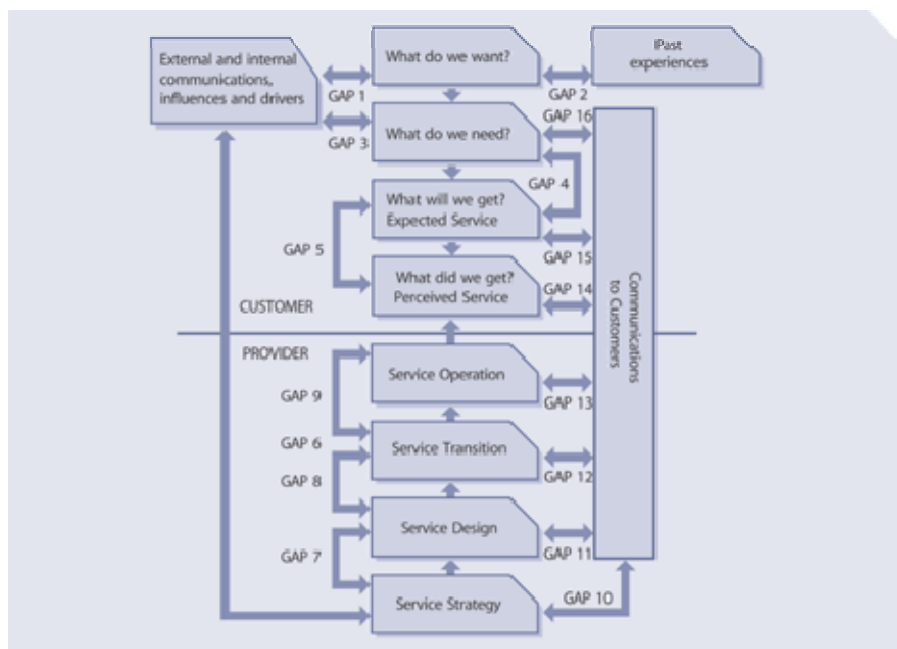 External and internal
communications,
influences and drivers
What do we want?
Past
experiences
GAP 1
GAP 2
GAP 16
GAP 3
What do we need?
GAP 4
What will we get?
Expected Service
GAP 5
GAP 15
What did we get?
Perceived Service
GAP 14
Communications
to Customers
CUSTOMER
PROVIDER
Service Operation
GAP 9
GAP 13
GAP 6
Service Transition
GAP 8
GAP 12
Service Design
GAP 7
GAP 11
Service Strategy
GAP 10